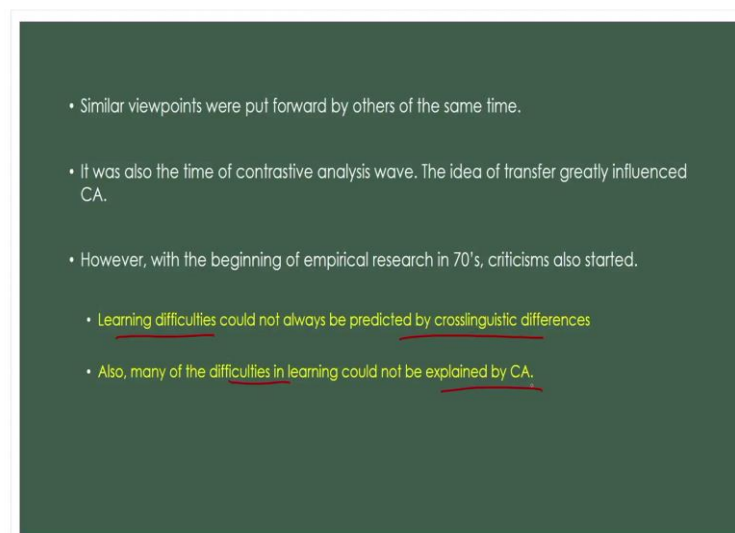 • Similar viewpoints were put forward by others of the same time.
• It was also the time of contrastive analysis wave. The idea of transfer greatly influenced
CA.
• However, with the beginning of empirical research in 70's, criticisms also started.
• Learning difficulties could not always be predicted by crosslinguistic differences
• Also, many of the difficulties in learning could not be explained by CA.